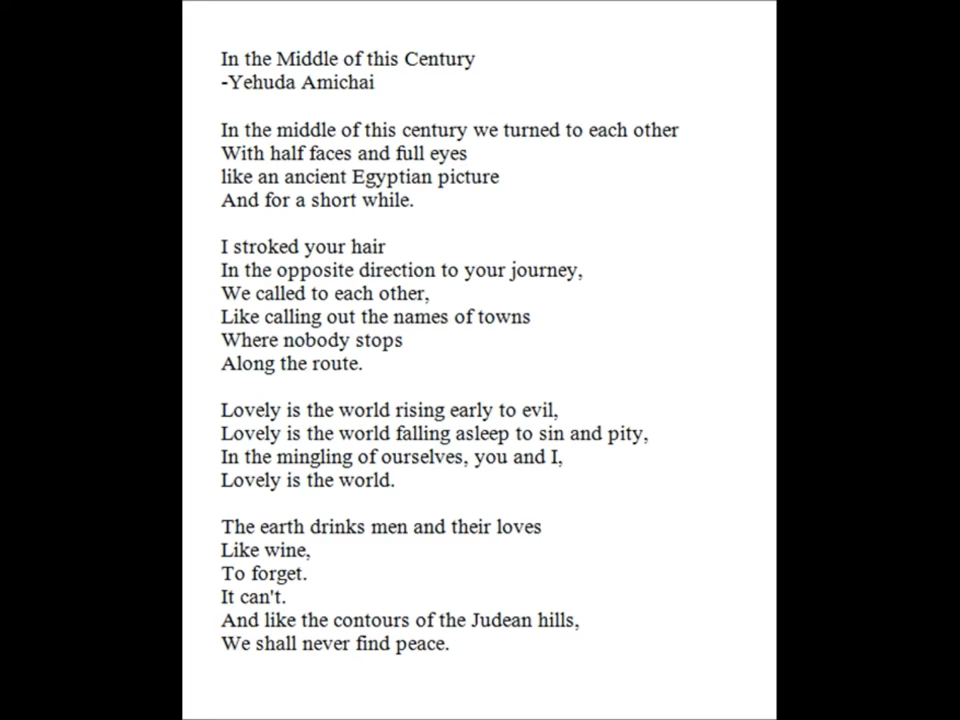 In the Middle of this Century
-Yehuda Amichai
In the middle of this century we turned to each other
With half faces and full eyes
like an ancient Egyptian picture
And for a short while.
I stroked your hair
In the opposite direction to your journey,
We called to each other,
Like calling out the names of towns
Where nobody stops
Along the route.
Lovely is the world rising early to evil,
Lovely is the world falling asleep to sin and pity,
In the mingling of ourselves, you and I,
Lovely is the world.
The earth drinks men and their loves
Like wine,
To forget.
It can't.
And like the contours of the Judean hills,
We shall never find peace.